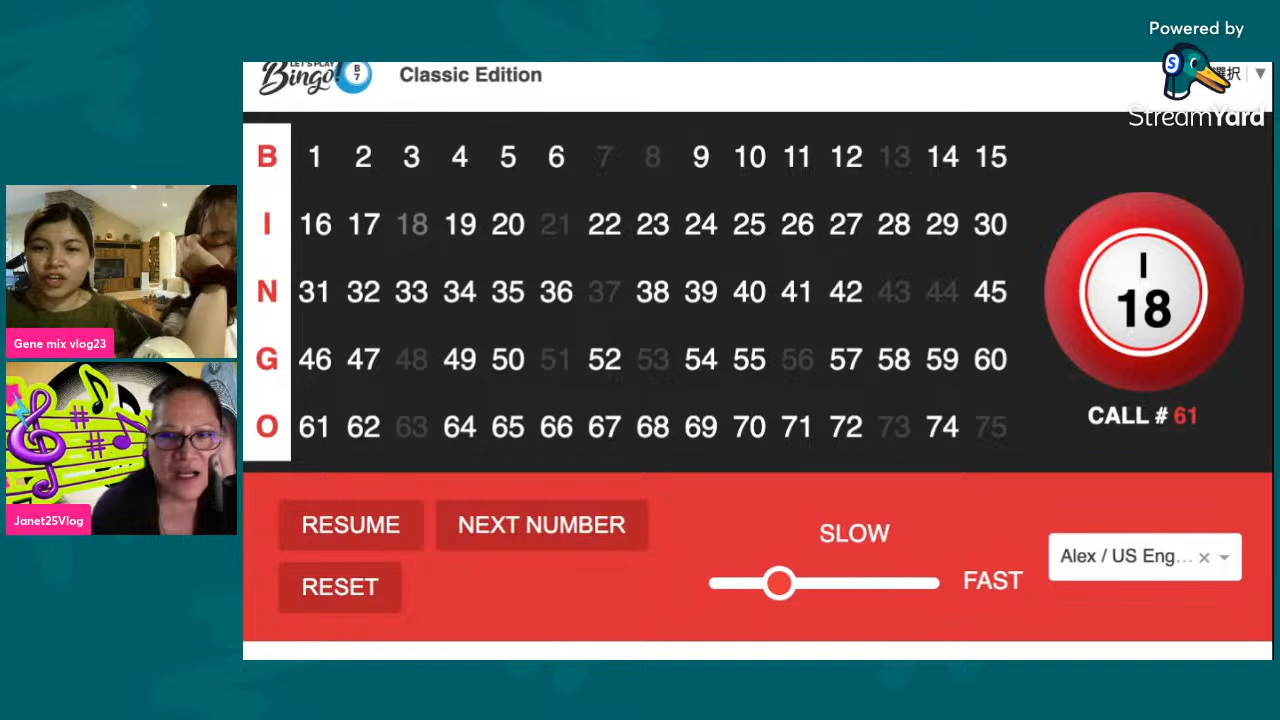 Powered by
StreamYard
LET'S PLAY
Bingo!
B
7
Classic Edition
選択
B 1 2 3 4 5 6 7 8 9 10 11 12 13 14 15
I 16 17 18 19 20 21 22 23 24 25 26 27 28 29 30
N 31 32 33 34 35 36 37 38 39 40 41 42 43 44 45
G 46 47 48 49 50 51 52 53 54 55 56 57 58 59 60
O 61 62 63 64 65 66 67 68 69 70 71 72 73 74 75
I
18
CALL # 61
Gene mix vlog23
Janet25Vlog
RESUME
NEXT NUMBER
RESET
SLOW
FAST
Alex / US Eng...